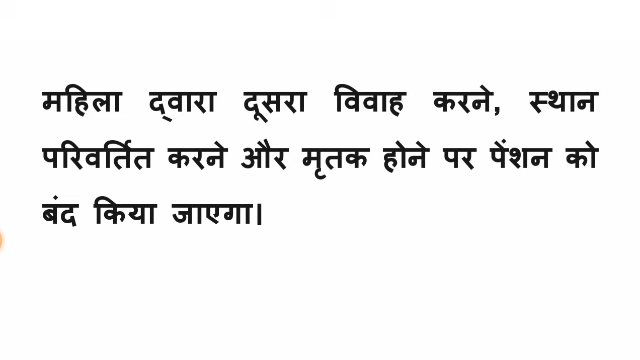 महिला द्वारा दूसरा विवाह करने, स्थान
परिवर्तित करने और मृतक होने पर पेंशन को
बंद किया जाएगा।